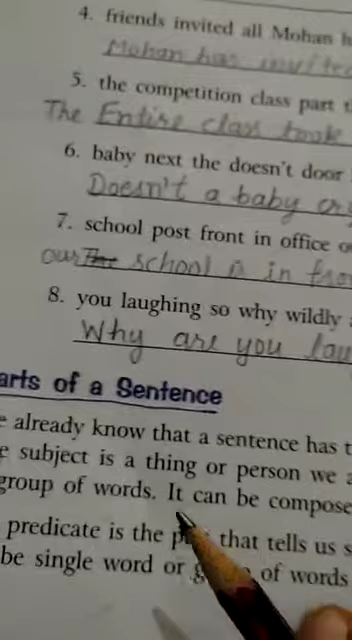 4. friends invited all Mohan h
Mohan has invited
5. the competition class part t
The Entire class took
6. baby next the doesn't door
Doesn't a baby cry
7. school post front in office o
our The school is in fron
8. you laughing so why wildly a
Why are you lau
arts of a Sentence
e already know that a sentence has t
e subject is a thing or person we a
group of words. It can be compose
predicate is the that tells us s
be single word or of words